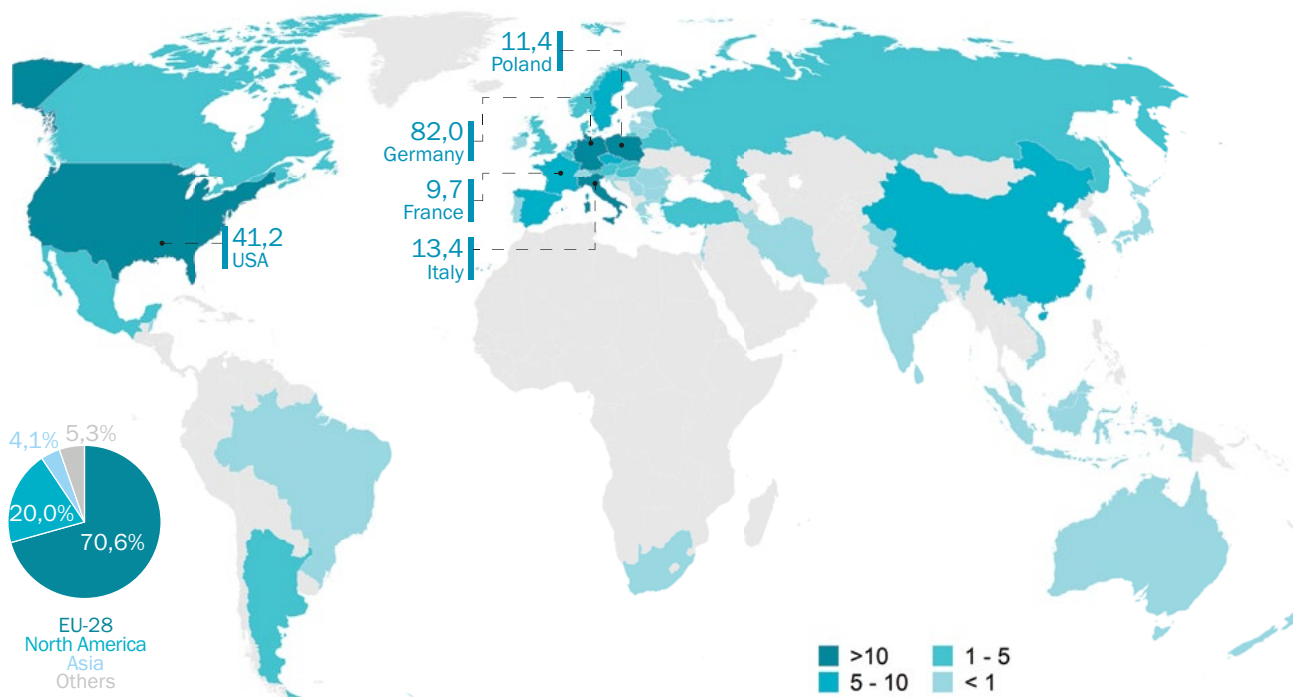 11,4
Poland
82,0
Germany
9,7
France
13,4
Italy
41,2
USA
4,1%
5,3%
20,0%
70,6%
EU-28
North America
Asia
Others
>10
1 - 5
5 - 10
< 1